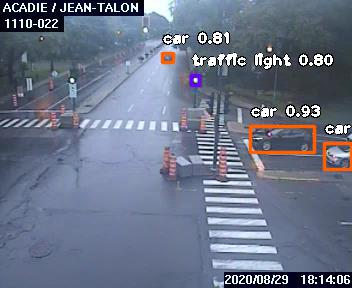 ACADIE / JEAN-TALON
1110-022
car 0.81
traffic light 0.80
car 0.93
car
2020/08/29 18:14:06